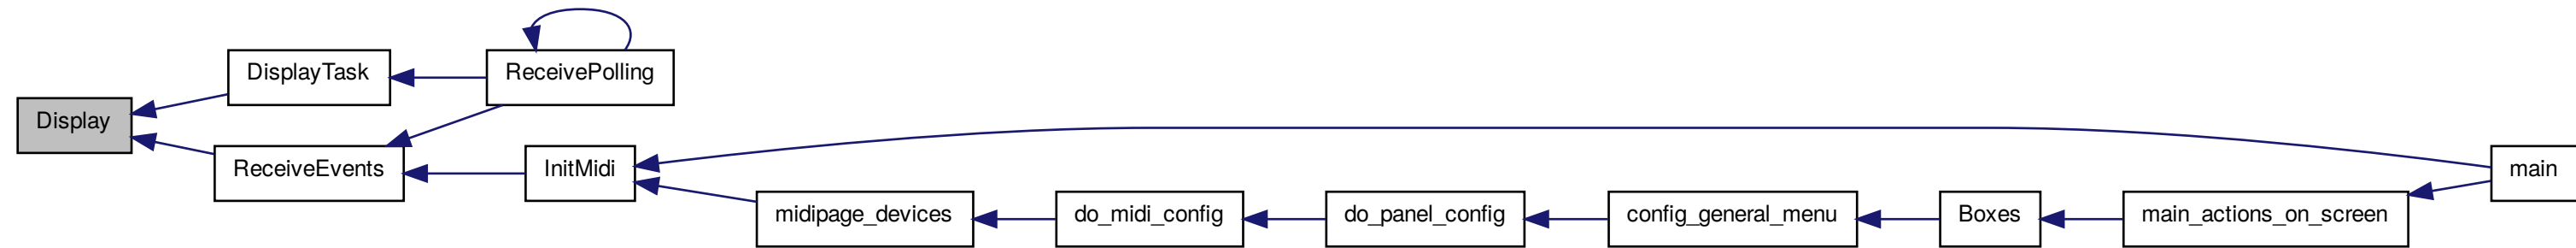 Display
DisplayTask
ReceivePolling
ReceiveEvents
InitMidi
midipage_devices
do_midi_config
do_panel_config
config_general_menu
Boxes
main_actions_on_screen
main